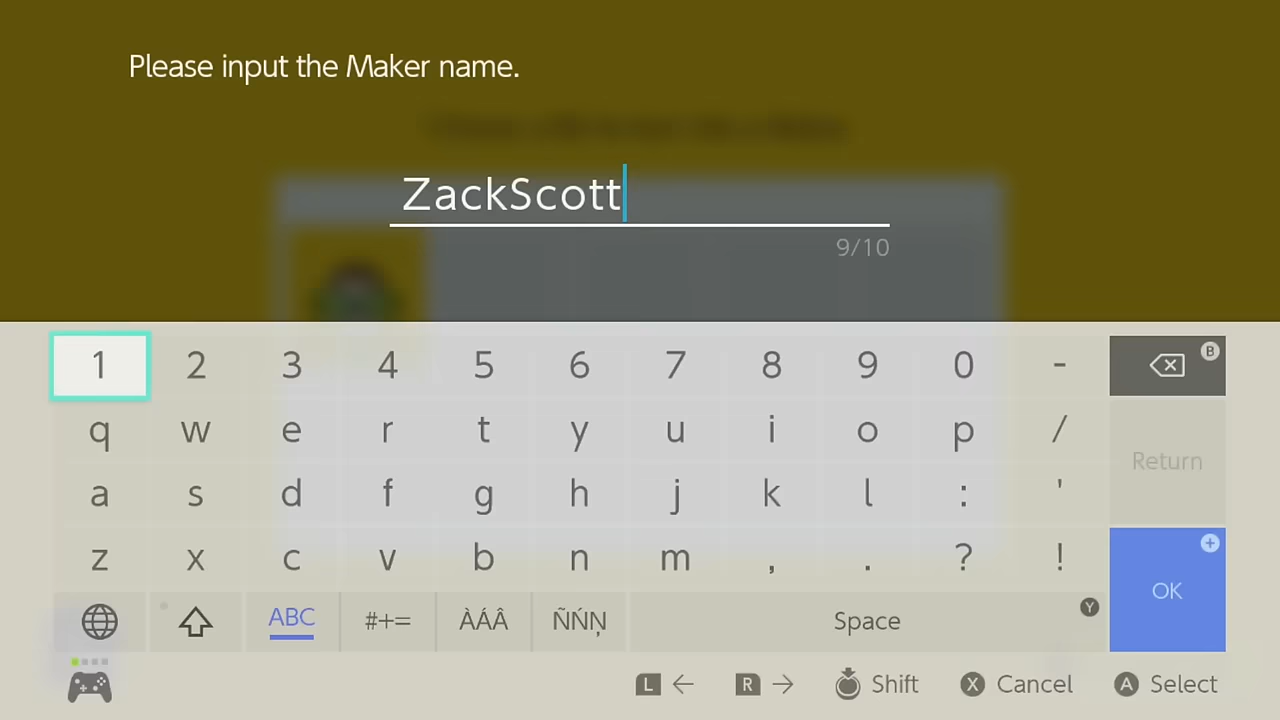 Please input the Maker name.
ZackScott
9/10
1 2 3 4 5 6 7 8 9 0 - B
q w e r t y u i o p /
Return
a s d f g h j k l : '
z x c v b n m , . ? !
+
OK
ABC #+= ÀÁÂ ÑŃŅ Space Y
L ← R → Shift X Cancel A Select